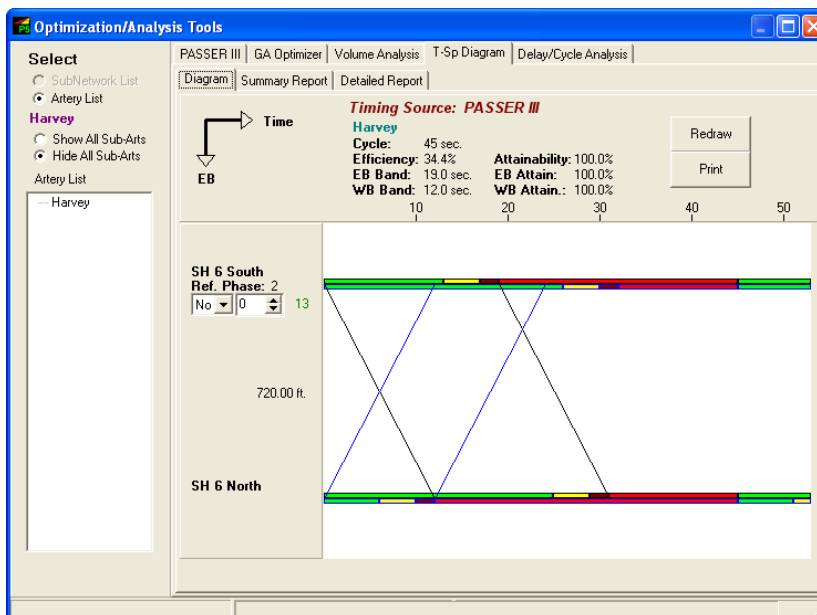 Optimization/Analysis Tools
Select
SubNetwork List
Artery List
Harvey
Show All Sub-Arts
Hide All Sub-Arts
Artery List
Harvey
PASSER III GA Optimizer Volume Analysis T-Sp Diagram Delay/Cycle Analysis
Diagram Summary Report Detailed Report
Time
EB
Timing Source: PASSER III
Harvey
Cycle: 45 sec.
Efficiency: 34.4% Attainability: 100.0%
EB Band: 19.0 sec. EB Attain: 100.0%
WB Band: 12.0 sec. WB Attain.: 100.0%
Redraw
Print
10 20 30 40 50
SH 6 South
Ref. Phase: 2
No 0 13
720.00 ft.
SH 6 North